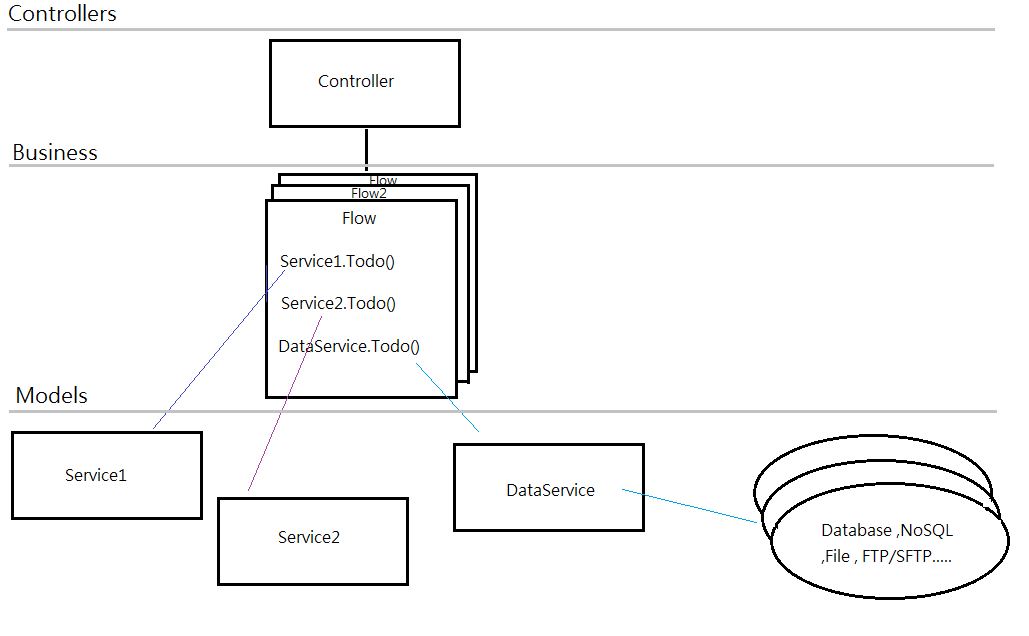 Controllers
Controller
Business
Flow
Flow2
Flow
Service1.Todo()
Service2.Todo()
DataService.Todo()
Models
Service1
Service2
DataService
Database ,NoSQL
,File , FTP/SFTP.....